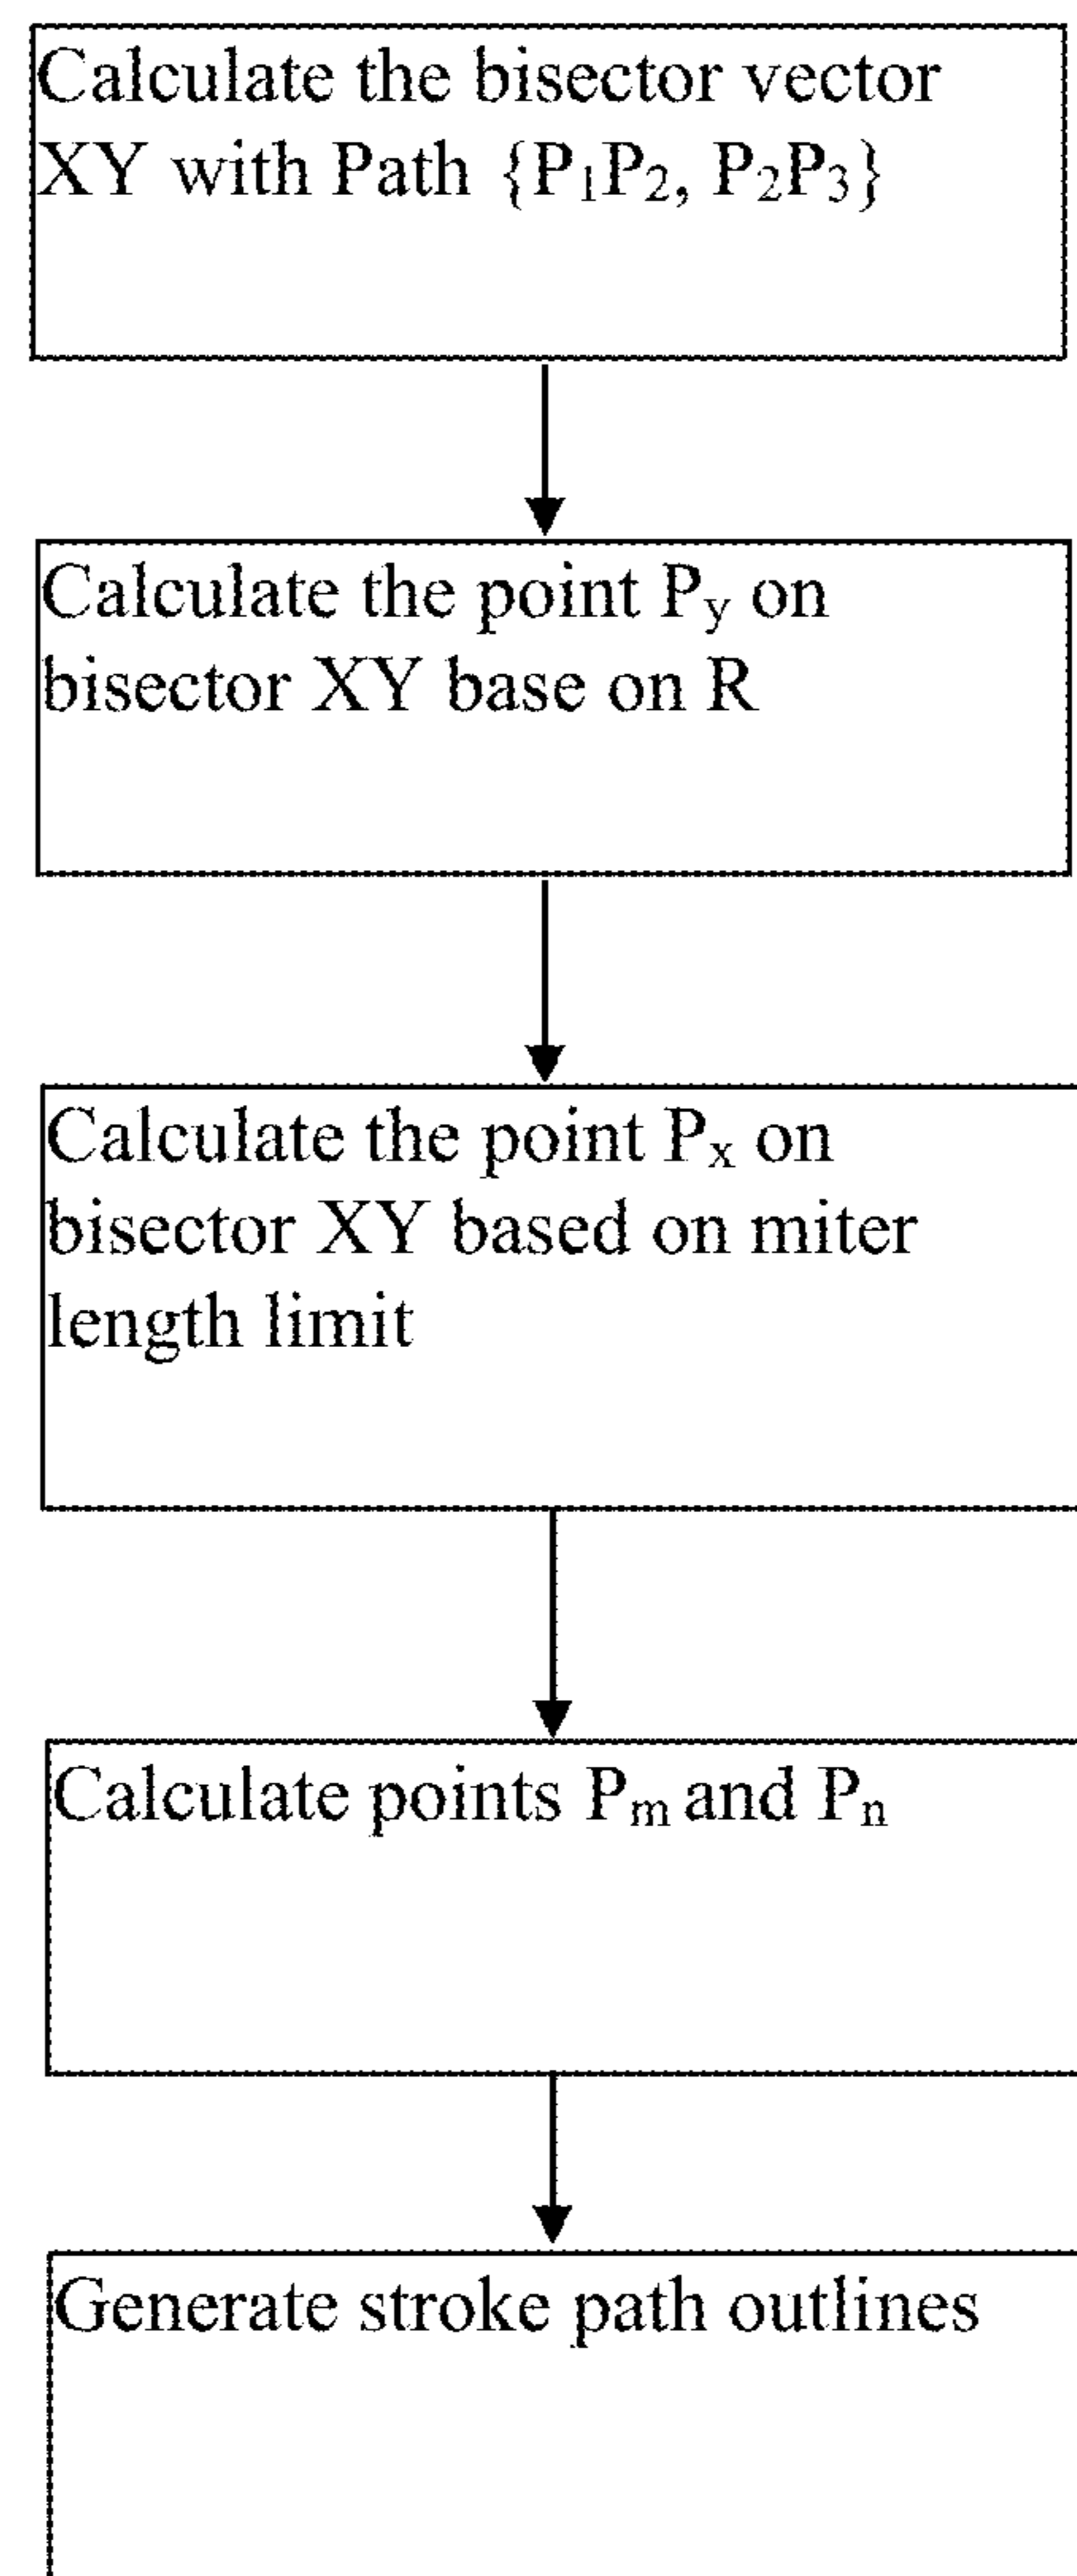 Calculate the bisector vector
XY with Path {P₁P₂, P₂P₃}
Calculate the point Pᵧ on
bisector XY base on R
Calculate the point Pₓ on
bisector XY based on miter
length limit
Calculate points Pₘ and Pₙ
Generate stroke path outlines